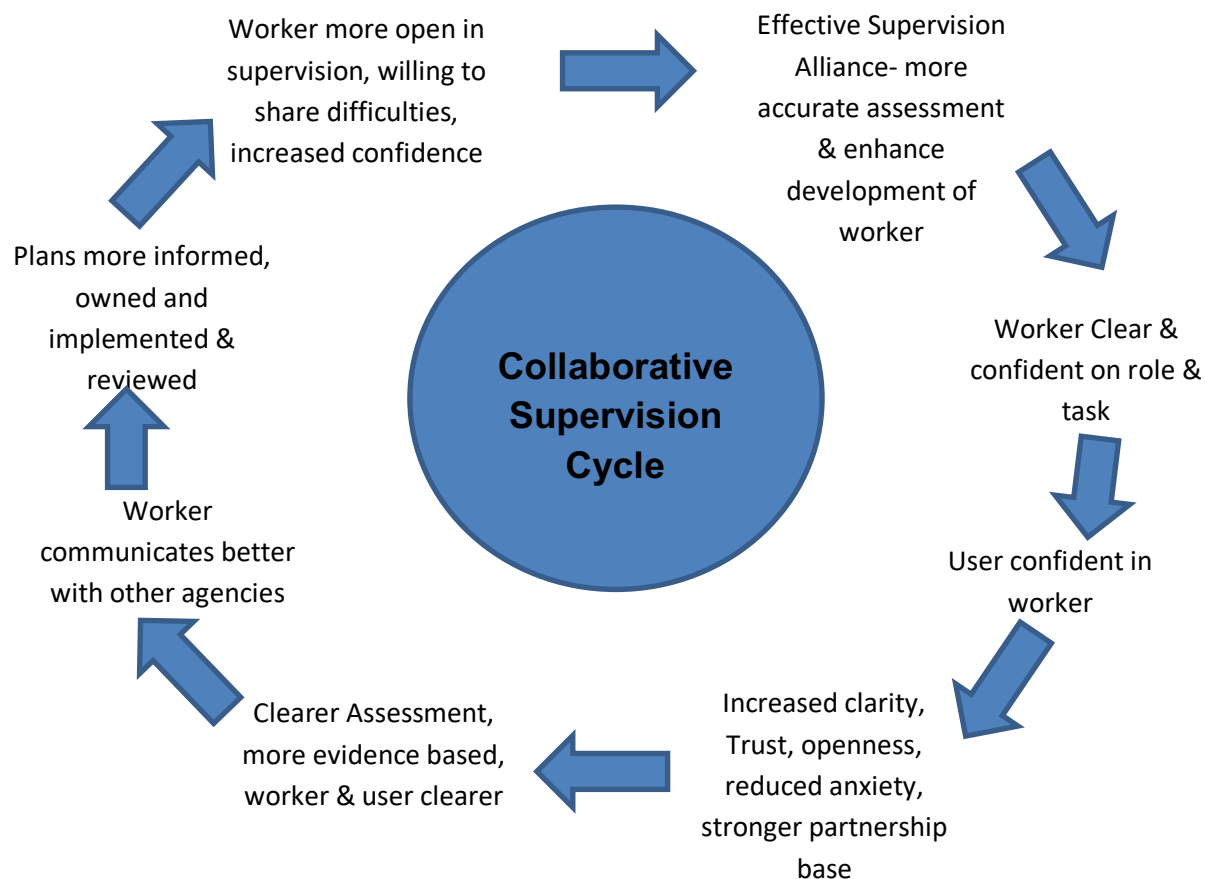 Worker more open in
supervision, willing to
share difficulties,
increased confidence
Effective Supervision
Alliance- more
accurate assessment
& enhance
development of
worker
Worker Clear &
confident on role &
task
User confident in
worker
Increased clarity,
Trust, openness,
reduced anxiety,
stronger partnership
base
Clearer Assessment,
more evidence based,
worker & user clearer
Worker
communicates better
with other agencies
Plans more informed,
owned and
implemented &
reviewed
Collaborative
Supervision
Cycle